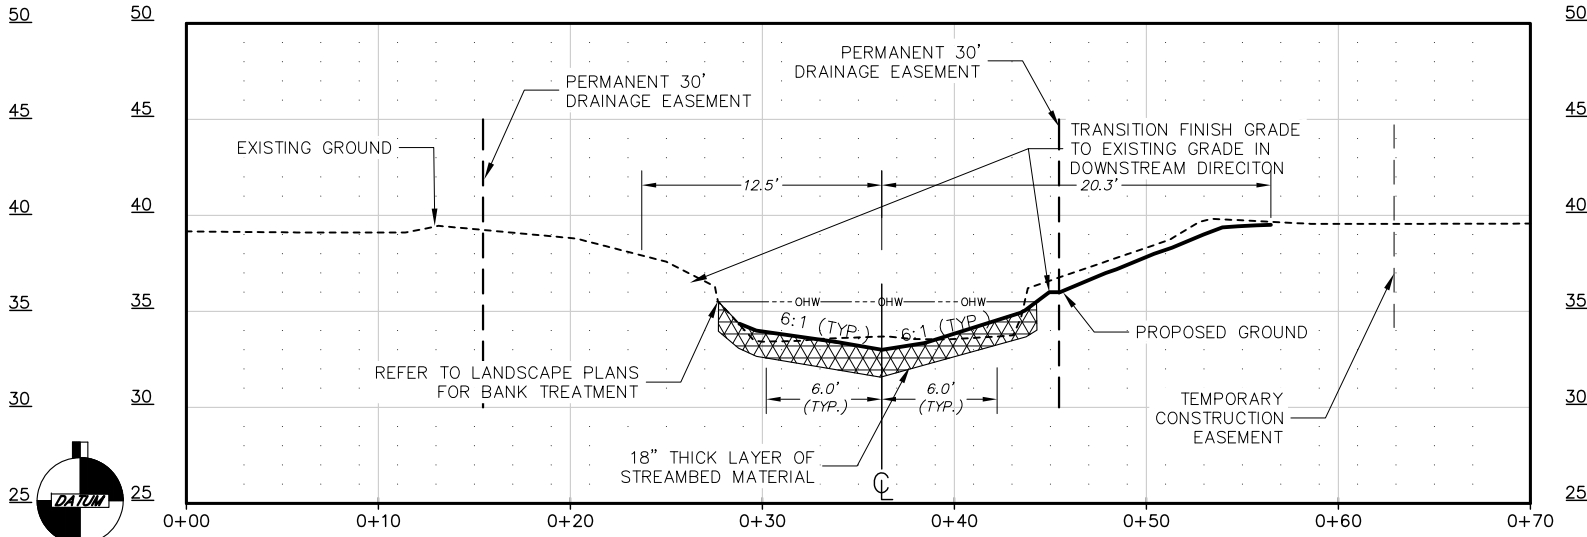 50
50
50
PERMANENT 30'
DRAINAGE EASEMENT
PERMANENT 30'
DRAINAGE EASEMENT
45
45
45
TRANSITION FINISH GRADE
TO EXISTING GRADE IN
DOWNSTREAM DIRECITON
EXISTING GROUND
12.5'
20.3'
40
40
40
OHW
OHW
OHW
35
35
35
6:1 (TYP.)
6:1 (TYP.)
PROPOSED GROUND
REFER TO LANDSCAPE PLANS
FOR BANK TREATMENT
6.0'
(TYP.)
6.0'
(TYP.)
30
30
30
TEMPORARY
CONSTRUCTION
EASEMENT
18" THICK LAYER OF
STREAMBED MATERIAL
℄
DATUM
25
25
25
0+00
0+10
0+20
0+30
0+40
0+50
0+60
0+70